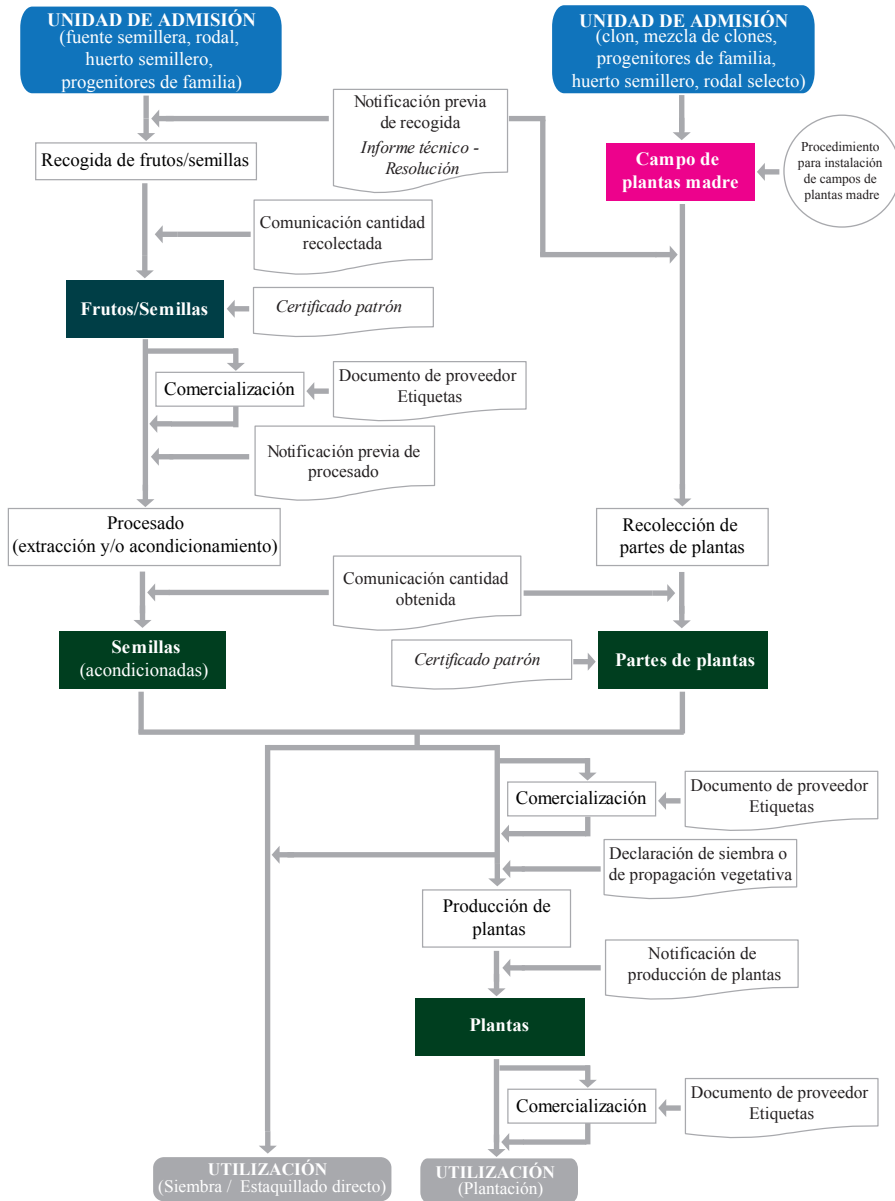 UNIDAD DE ADMISIÓN
(fuente semillera, rodal,
huerto semillero,
progenitores de familia)
UNIDAD DE ADMISIÓN
(clon, mezcla de clones,
progenitores de familia,
huerto semillero, rodal selecto)
Notificación previa
de recogida
Informe técnico -
Resolución
Recogida de frutos/semillas
Campo de
plantas madre
Procedimiento
para instalación
de campos de
plantas madre
Comunicación cantidad
recolectada
Frutos/Semillas
Certificado patrón
Comercialización
Documento de proveedor
Etiquetas
Notificación previa de
procesado
Procesado
(extracción y/o acondicionamiento)
Recolección de
partes de plantas
Comunicación cantidad
obtenida
Semillas
(acondicionadas)
Certificado patrón
Partes de plantas
Comercialización
Documento de proveedor
Etiquetas
Declaración de siembra o
de propagación vegetativa
Producción de
plantas
Notificación de
producción de plantas
Plantas
Comercialización
Documento de proveedor
Etiquetas
UTILIZACIÓN
(Siembra / Estaquillado directo)
UTILIZACIÓN
(Plantación)